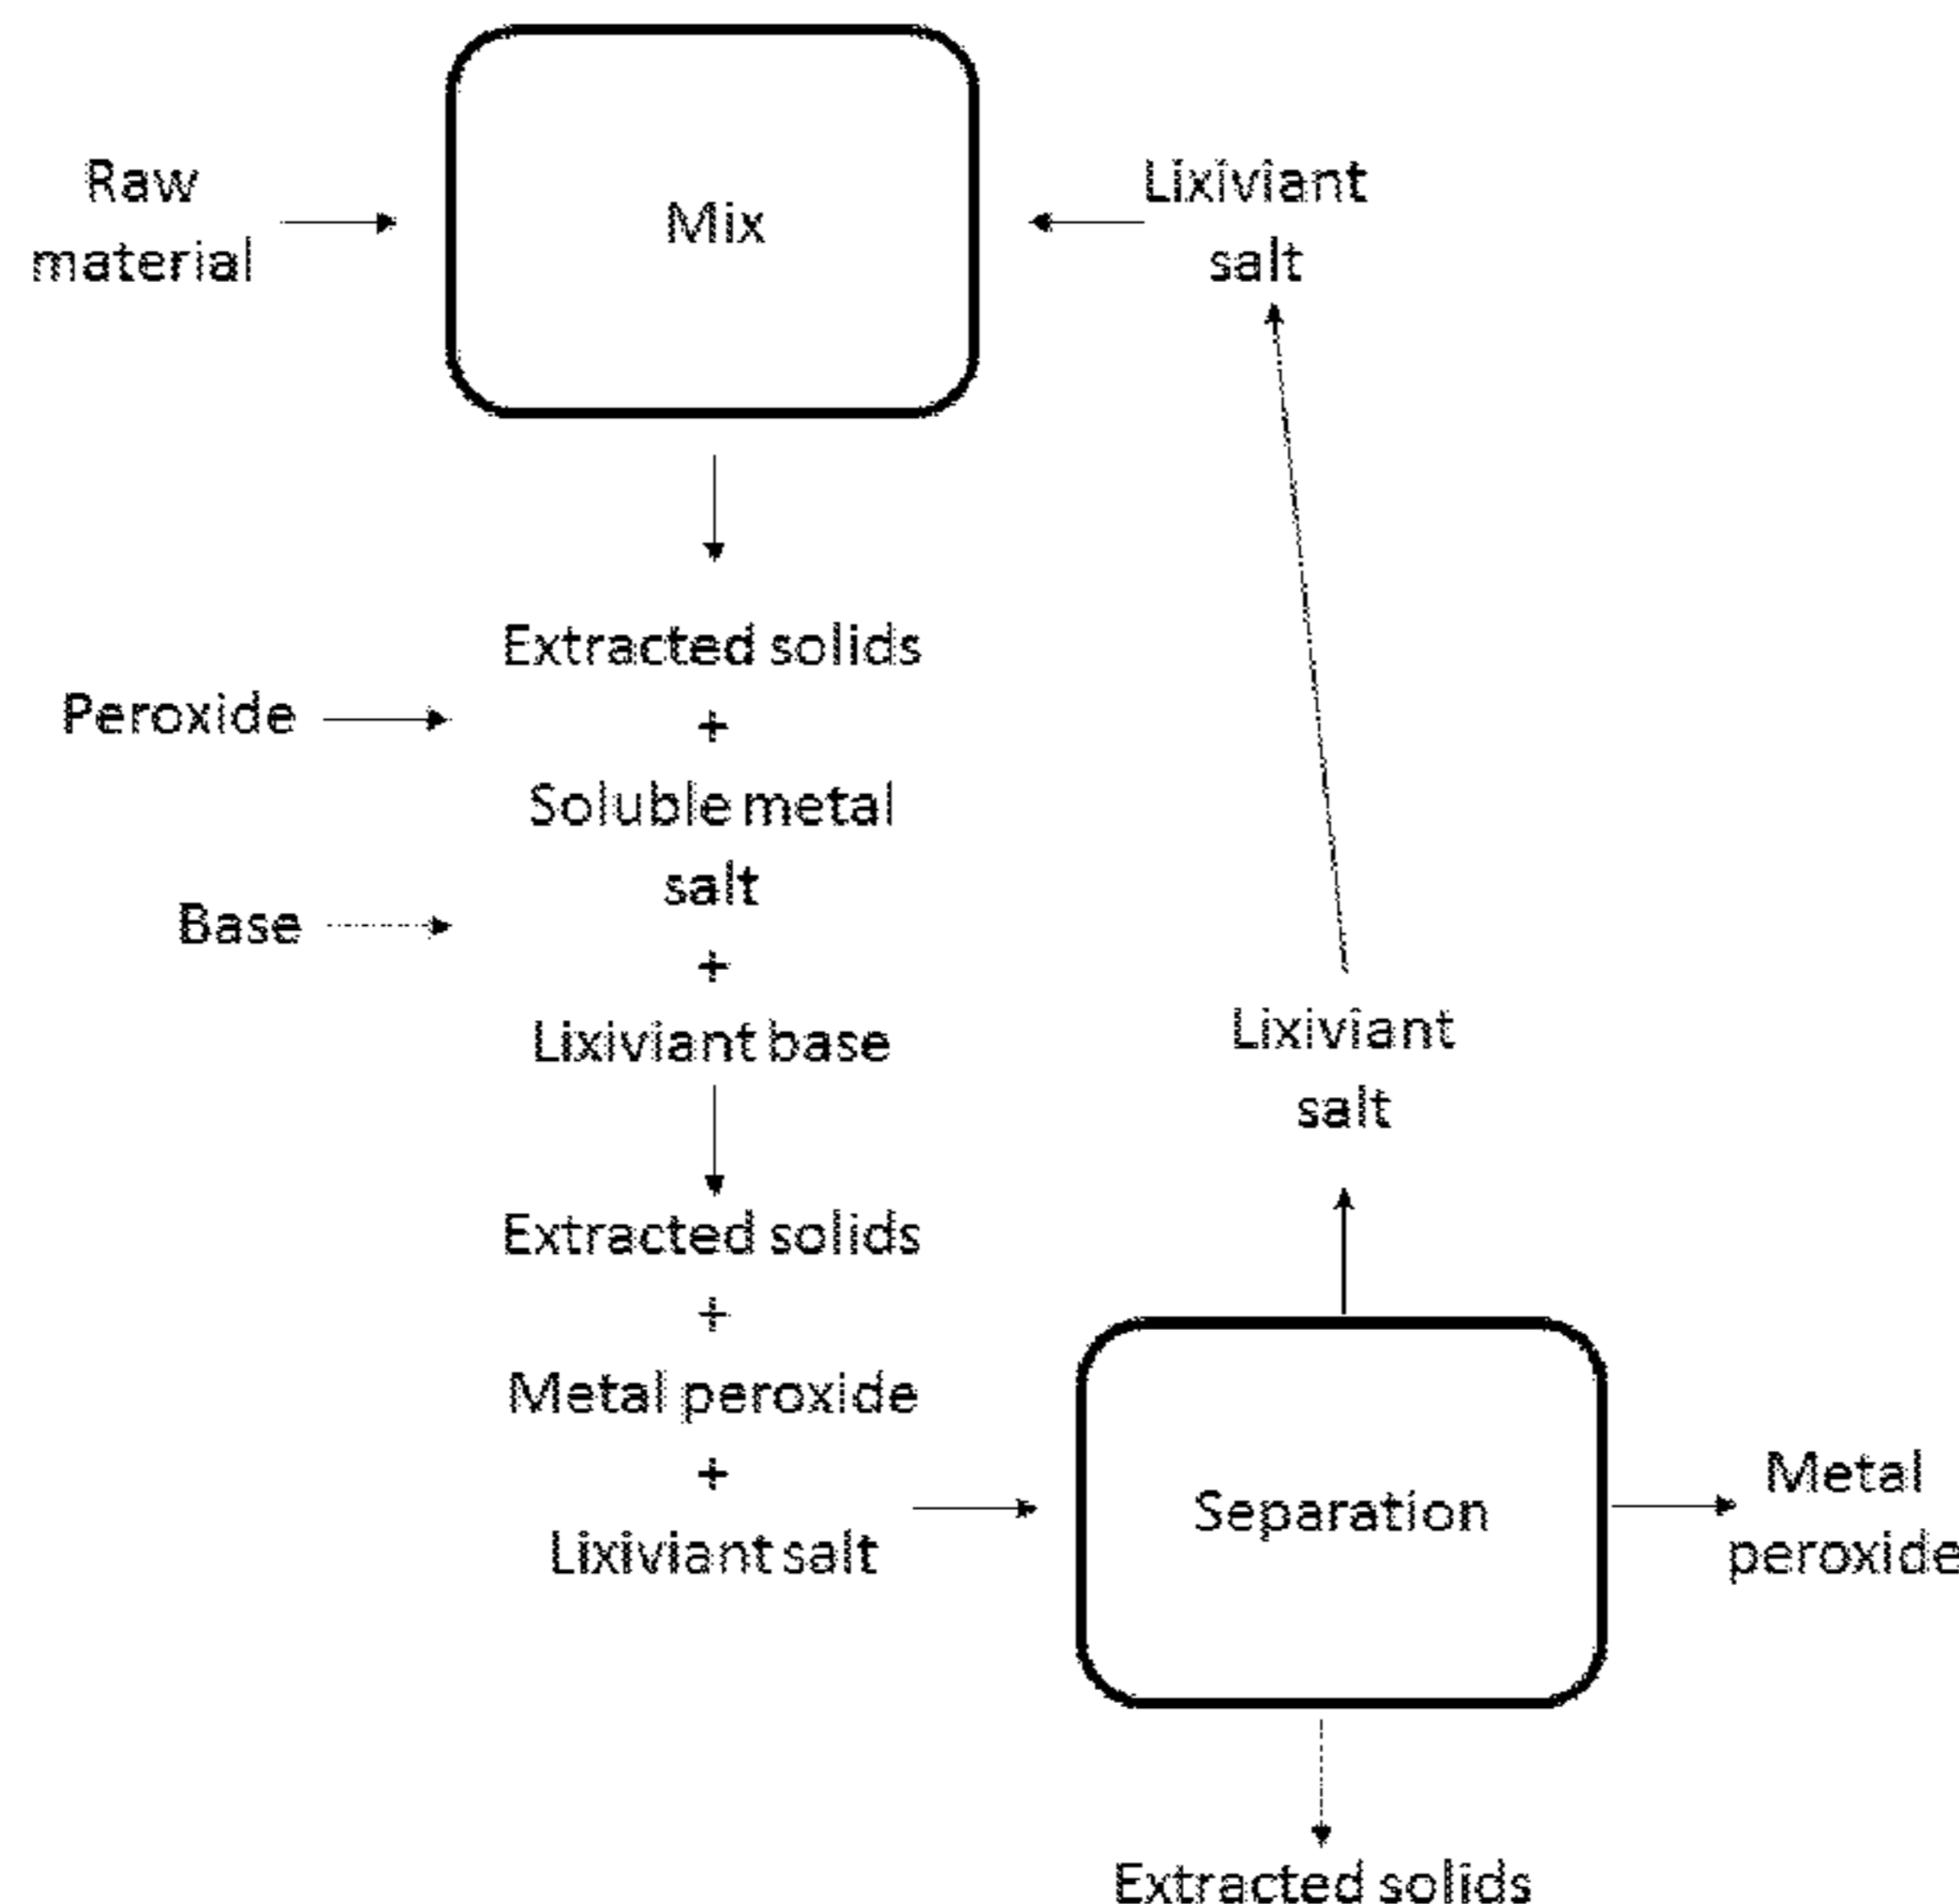 Raw
material
Mix
Lixiviant
salt
Extracted solids
Peroxide
+
Soluble metal
salt
Base
+
Lixiviant base
Lixiviant
salt
Extracted solids
+
Metal peroxide
+
Lixiviant salt
Separation
Metal
peroxide
Extracted solids